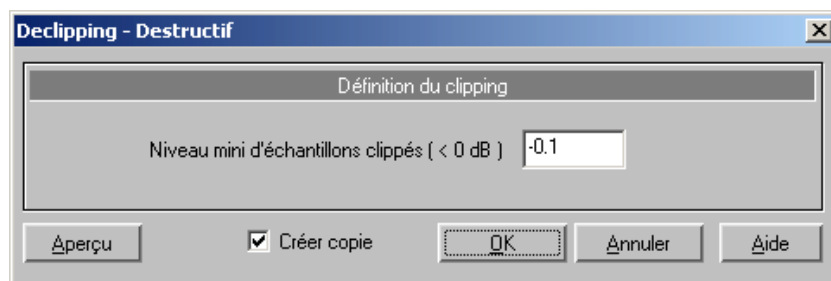 Declipping - Destructif
Définition du clipping
Niveau mini d'échantillons clippés ( < 0 dB ) -0.1
Aperçu Créer copie OK Annuler Aide